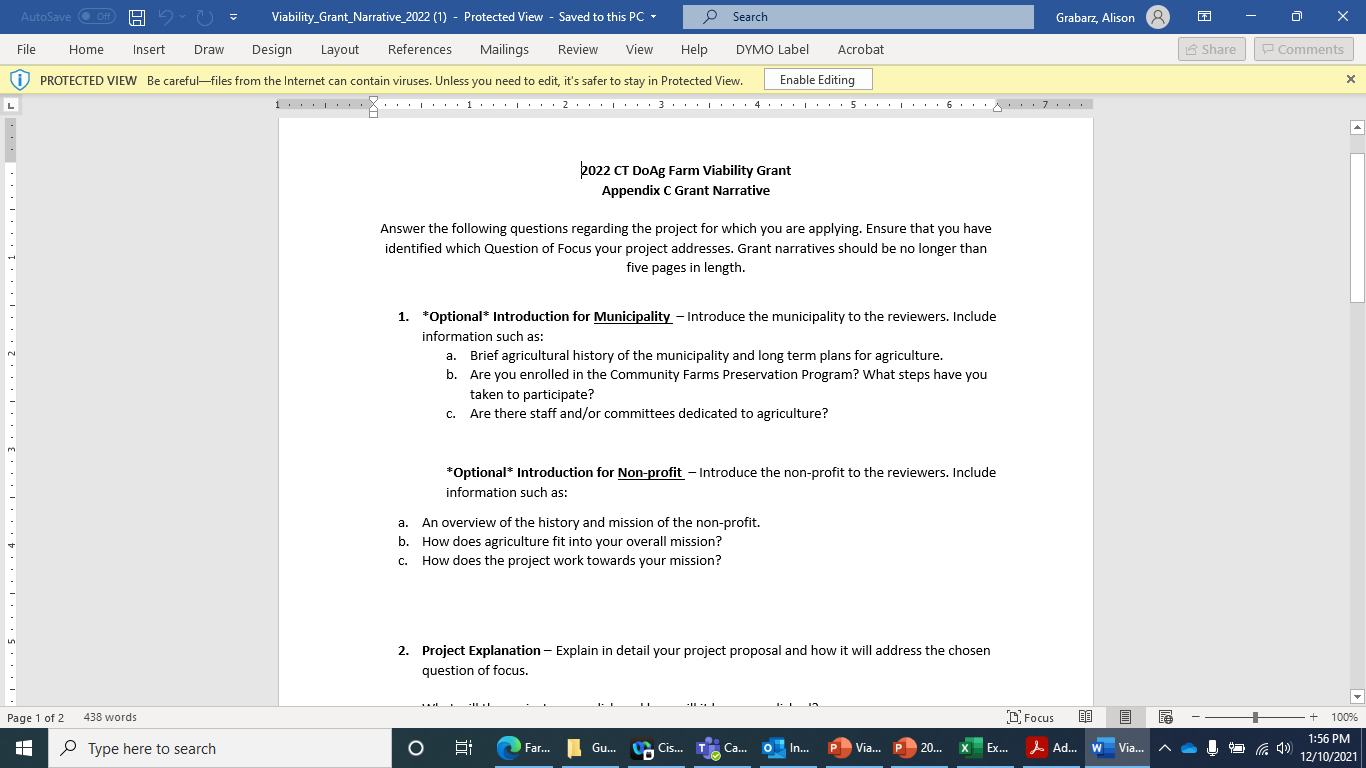 AutoSave Off Viability_Grant_Narrative_2022 (1) - Protected View - Saved to this PC Search Grabarz, Alison
File Home Insert Draw Design Layout References Mailings Review View Help DYMO Label Acrobat Share Comments
PROTECTED VIEW Be careful—files from the Internet can contain viruses. Unless you need to edit, it's safer to stay in Protected View. Enable Editing
1 1 2 3 4 5 6 7
2022 CT DoAg Farm Viability Grant
Appendix C Grant Narrative
Answer the following questions regarding the project for which you are applying. Ensure that you have
identified which Question of Focus your project addresses. Grant narratives should be no longer than
five pages in length.
1. *Optional* Introduction for Municipality – Introduce the municipality to the reviewers. Include
information such as:
a. Brief agricultural history of the municipality and long term plans for agriculture.
b. Are you enrolled in the Community Farms Preservation Program? What steps have you
taken to participate?
c. Are there staff and/or committees dedicated to agriculture?
*Optional* Introduction for Non-profit – Introduce the non-profit to the reviewers. Include
information such as:
a. An overview of the history and mission of the non-profit.
b. How does agriculture fit into your overall mission?
c. How does the project work towards your mission?
2. Project Explanation – Explain in detail your project proposal and how it will address the chosen
question of focus.
Page 1 of 2 438 words Focus 100%
Type here to search Far... Gu... Cis... Ca... In... Via... 20... Ex... Ad... Via... 1:56 PM
12/10/2021